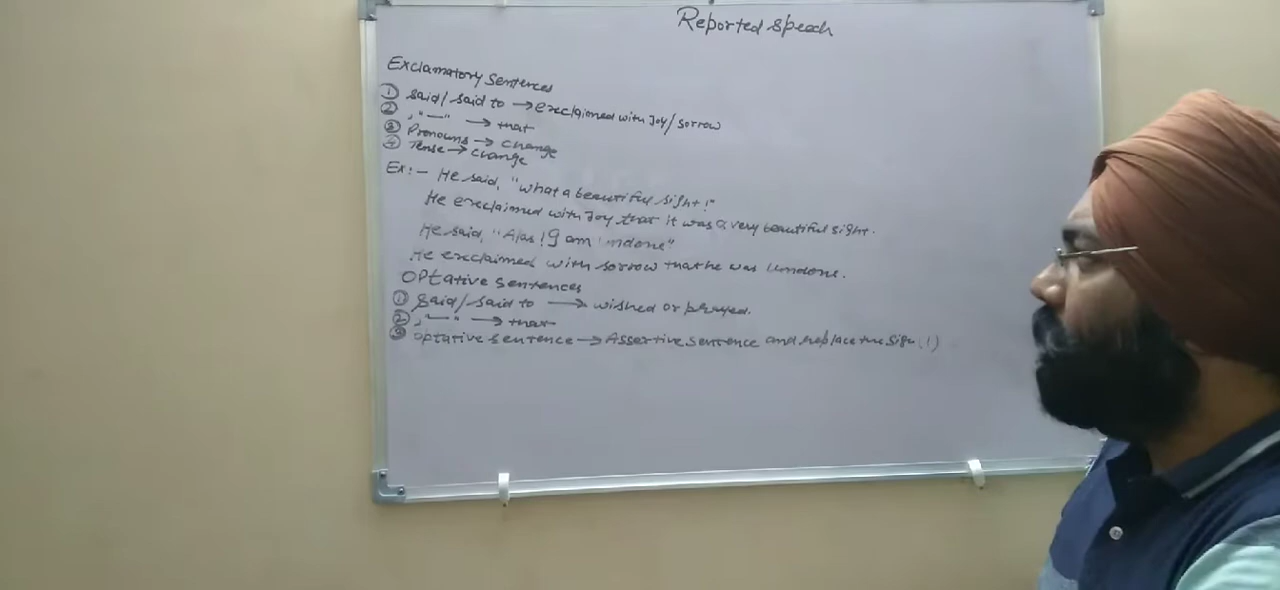 Reported speech
Exclamatory Sentences
① said/said to → exclaimed with Joy/sorrow
② , "—" → that
③ Pronouns → change
④ Tense → change
Ex:- He said, "what a beautiful sight!"
He exclaimed with Joy that it was a very beautiful sight.
He said, "Alas! I am undone"
He exclaimed with sorrow that he was undone.
Optative sentences
① Said/said to → wished or prayed.
② , "—" → that
③ Optative sentence → Assertive sentence and replace the sign (!)